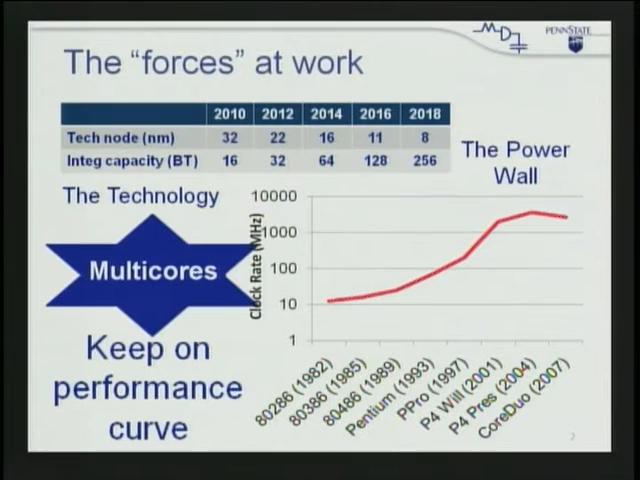 PENNSTATE
The “forces” at work
2010 2012 2014 2016 2018
Tech node (nm) 32 22 16 11 8
Integ capacity (BT) 16 32 64 128 256
The Power
Wall
The Technology
Multicores
Keep on
performance
curve
Clock Rate (MHz)
10000
1000
100
10
1
80286 (1982)
80386 (1985)
80486 (1989)
Pentium (1993)
PPro (1997)
P4 Will (2001)
P4 Pres (2004)
CoreDuo (2007)
2